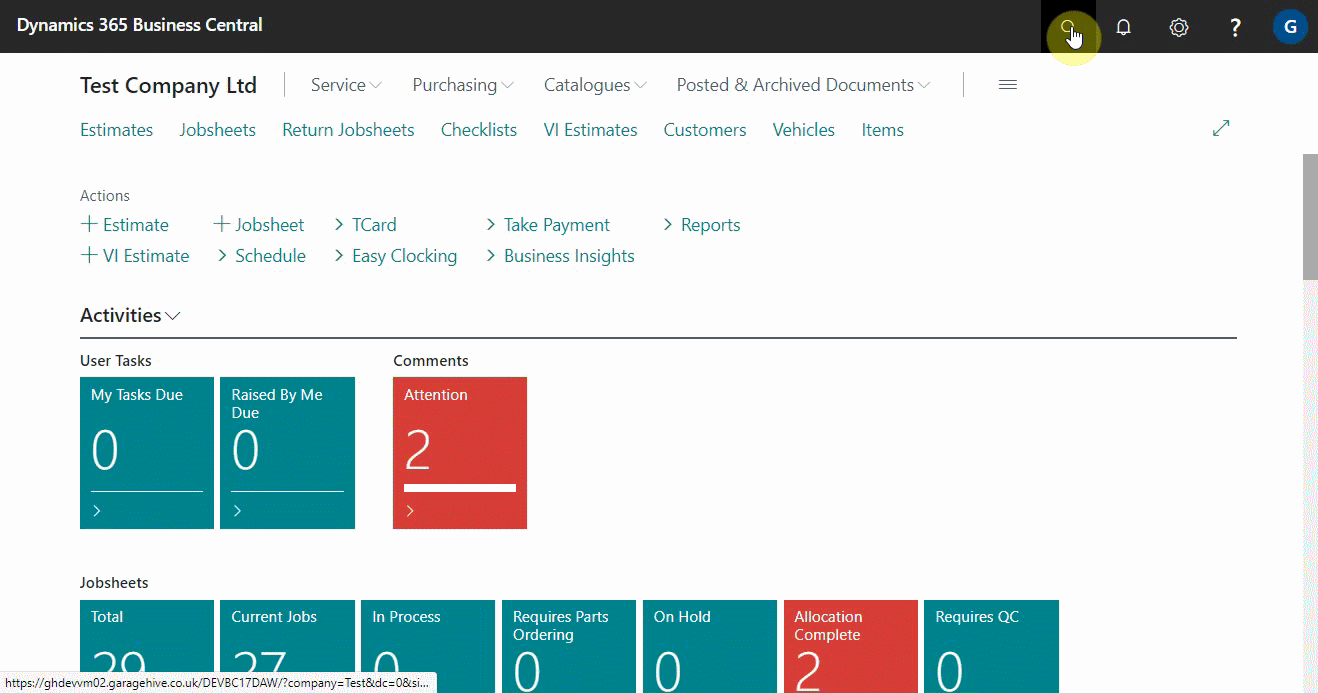 Dynamics 365 Business Central
? G
Test Company Ltd Service Purchasing Catalogues Posted & Archived Documents
Estimates Jobsheets Return Jobsheets Checklists VI Estimates Customers Vehicles Items
Actions
+ Estimate + Jobsheet > TCard > Take Payment > Reports
+ VI Estimate > Schedule > Easy Clocking > Business Insights
Activities
User Tasks Comments
My Tasks Due Raised By Me Due Attention
0 0 2
Jobsheets
Total Current Jobs In Process Requires Parts Ordering On Hold Allocation Complete Requires QC
29 27 0 0 0 2 0
https://ghdevvm02.garagehive.co.uk/DEVBC17DAW/?company=Test&dc=0&si...